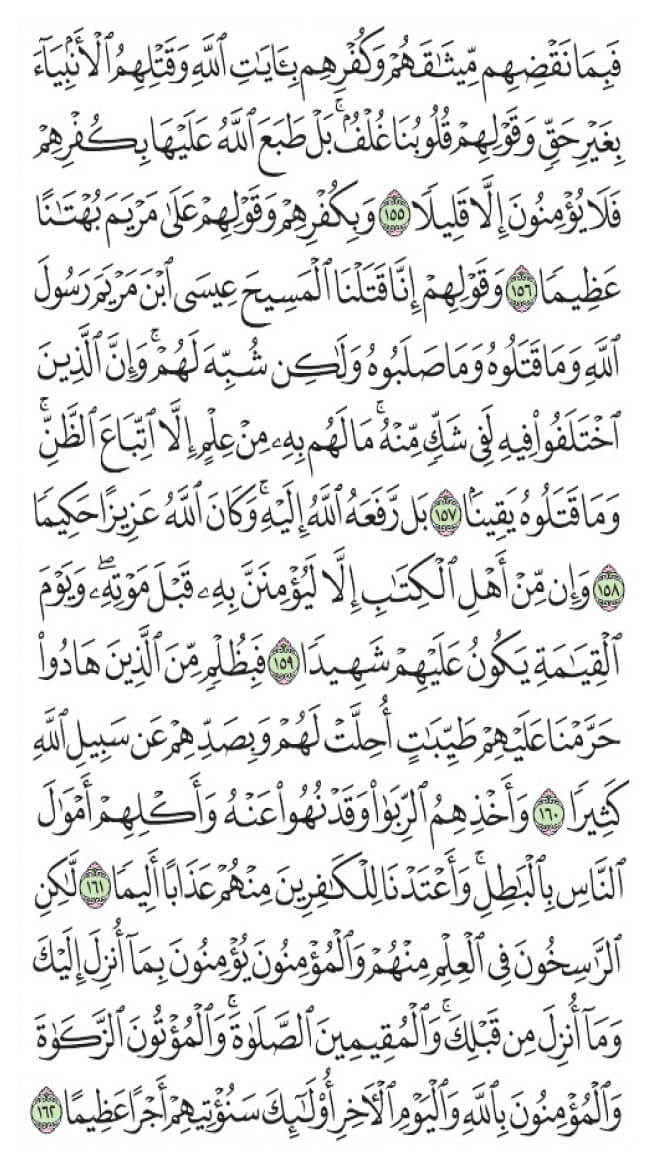 فَبِمَا نَقْضِهِم مِّيثَٰقَهُمْ وَكُفْرِهِم بِـَٔايَٰتِ ٱللَّهِ وَقَتْلِهِمُ ٱلْأَنۢبِيَآءَ
بِغَيْرِ حَقٍّ وَقَوْلِهِمْ قُلُوبُنَا غُلْفٌۢ ۚ بَلْ طَبَعَ ٱللَّهُ عَلَيْهَا بِكُفْرِهِمْ
فَلَا يُؤْمِنُونَ إِلَّا قَلِيلًا ١٥٥ وَبِكُفْرِهِمْ وَقَوْلِهِمْ عَلَىٰ مَرْيَمَ بُهْتَٰنًا
عَظِيمًا ١٥٦ وَقَوْلِهِمْ إِنَّا قَتَلْنَا ٱلْمَسِيحَ عِيسَى ٱبْنَ مَرْيَمَ رَسُولَ
ٱللَّهِ وَمَا قَتَلُوهُ وَمَا صَلَبُوهُ وَلَٰكِن شُبِّهَ لَهُمْ ۚ وَإِنَّ ٱلَّذِينَ
ٱخْتَلَفُوا۟ فِيهِ لَفِى شَكٍّ مِّنْهُ ۚ مَا لَهُم بِهِۦ مِنْ عِلْمٍ إِلَّا ٱتِّبَاعَ ٱلظَّنِّ ۚ
وَمَا قَتَلُوهُ يَقِينًۢا ١٥٧ بَل رَّفَعَهُ ٱللَّهُ إِلَيْهِ ۚ وَكَانَ ٱللَّهُ عَزِيزًا حَكِيمًا
١٥٨ وَإِن مِّنْ أَهْلِ ٱلْكِتَٰبِ إِلَّا لَيُؤْمِنَنَّ بِهِۦ قَبْلَ مَوْتِهِۦ ۖ وَيَوْمَ
ٱلْقِيَٰمَةِ يَكُونُ عَلَيْهِمْ شَهِيدًا ١٥٩ فَبِظُلْمٍ مِّنَ ٱلَّذِينَ هَادُوا۟
حَرَّمْنَا عَلَيْهِمْ طَيِّبَٰتٍ أُحِلَّتْ لَهُمْ وَبِصَدِّهِمْ عَن سَبِيلِ ٱللَّهِ
كَثِيرًا ١٦٠ وَأَخْذِهِمُ ٱلرِّبَوٰا۟ وَقَدْ نُهُوا۟ عَنْهُ وَأَكْلِهِمْ أَمْوَٰلَ
ٱلنَّاسِ بِٱلْبَٰطِلِ ۚ وَأَعْتَدْنَا لِلْكَٰفِرِينَ مِنْهُمْ عَذَابًا أَلِيمًا ١٦١ لَّٰكِنِ
ٱلرَّٰسِخُونَ فِى ٱلْعِلْمِ مِنْهُمْ وَٱلْمُؤْمِنُونَ يُؤْمِنُونَ بِمَآ أُنزِلَ إِلَيْكَ
وَمَآ أُنزِلَ مِن قَبْلِكَ ۚ وَٱلْمُقِيمِينَ ٱلصَّلَوٰةَ ۚ وَٱلْمُؤْتُونَ ٱلزَّكَوٰةَ
وَٱلْمُؤْمِنُونَ بِٱللَّهِ وَٱلْيَوْمِ ٱلْءَاخِرِ أُو۟لَٰٓئِكَ سَنُؤْتِيهِمْ أَجْرًا عَظِيمًا ١٦٢